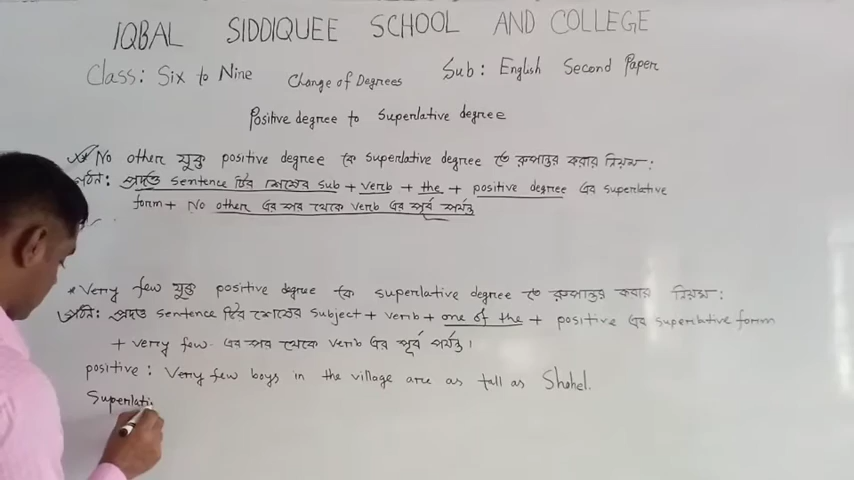 IQBAL SIDDIQUEE SCHOOL AND COLLEGE
Class: Six to Nine Change of Degrees Sub: English Second Paper
Positive degree to Superlative degree
No other যুক্ত positive degree কে superlative degree তে রুপান্তর করার নিয়ম:
গঠন: প্রদত্ত sentence টির শেষের sub + verb + the + positive degree এর superlative
form + No other এর পর থেকে verb এর পূর্ব পর্যন্ত
* Very few যুক্ত positive degree কে superlative degree তে রুপান্তর করার নিয়ম:
গঠন: প্রদত্ত sentence টির শেষের subject + verb + one of the + positive এর superlative form
+ very few এর পর থেকে verb এর পূর্ব পর্যন্ত।
positive: Very few boys in the village are as tall as Shohel.
Superlati